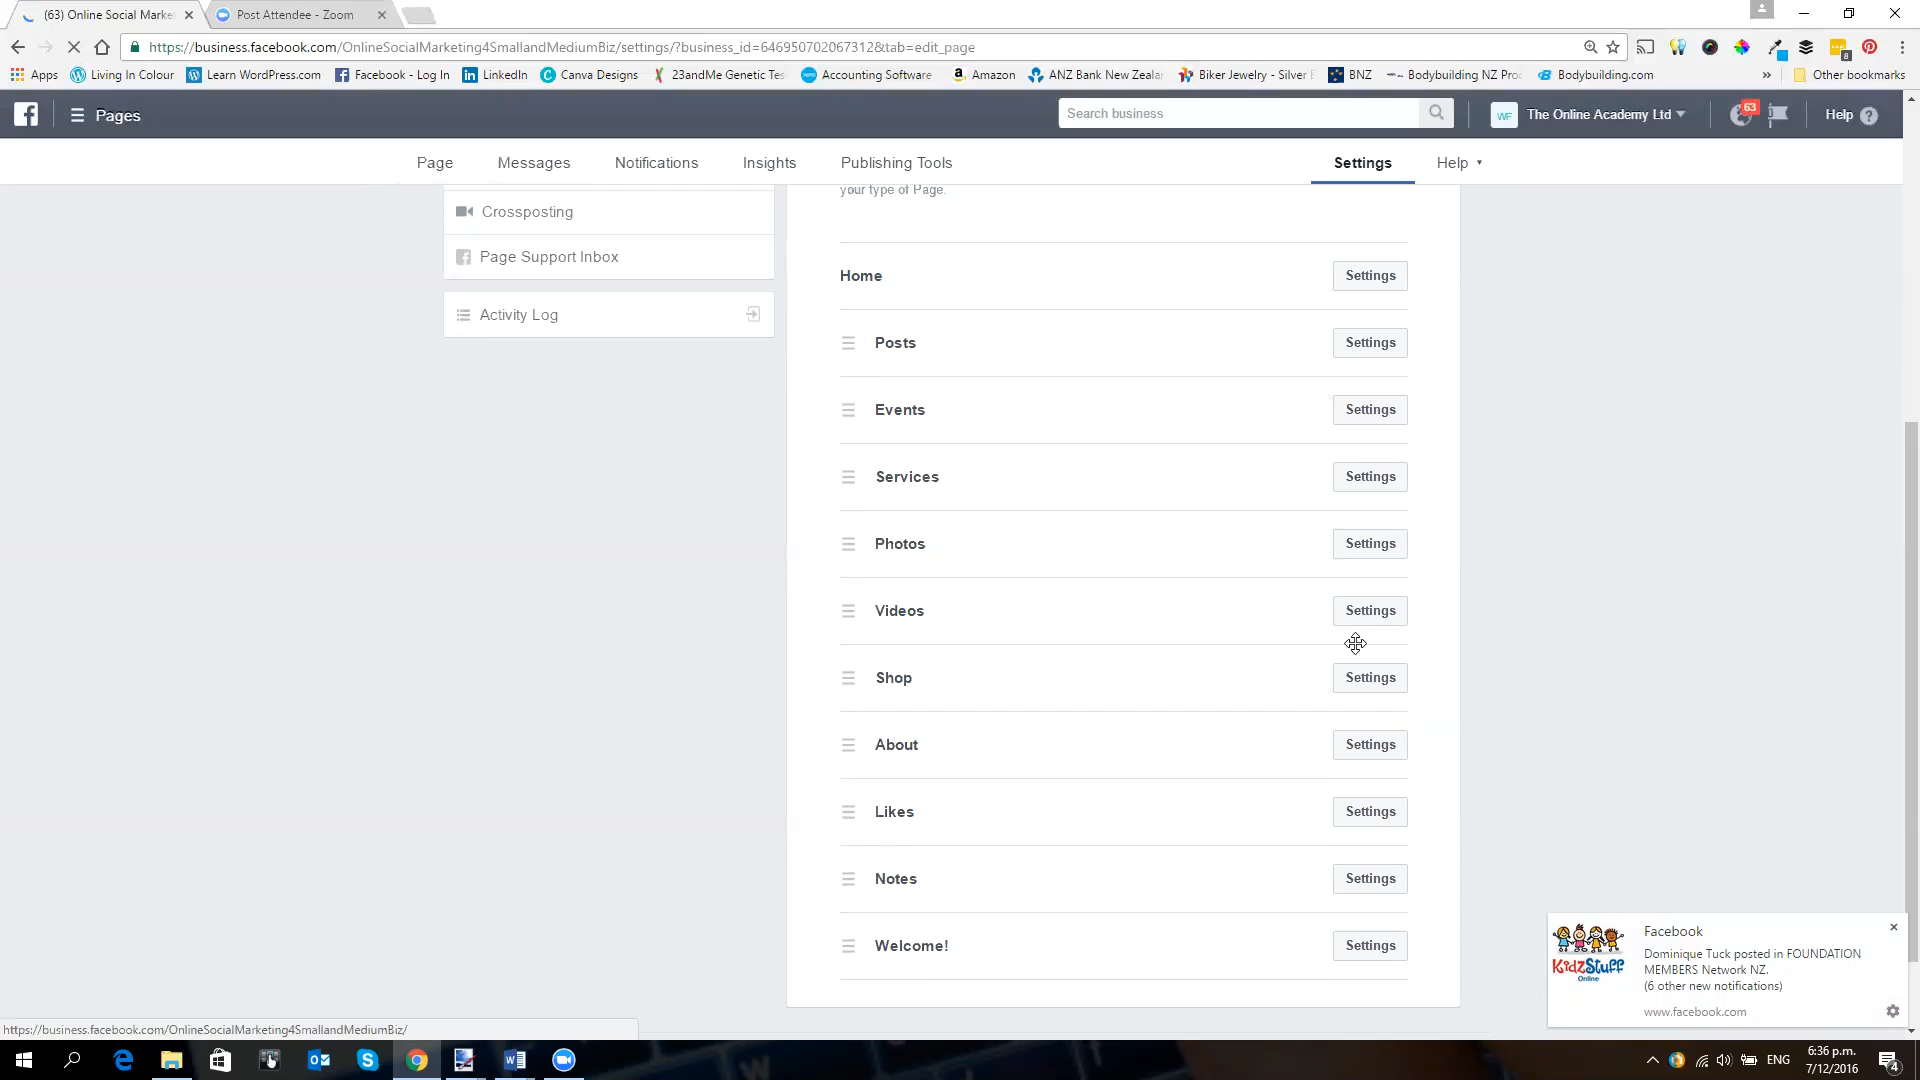 (63) Online Social Marke
Post Attendee - Zoom
https://business.facebook.com/OnlineSocialMarketing4SmallandMediumBiz/settings/?business_id=646950702067312&tab=edit_page
Apps
Living In Colour
Learn WordPress.com
Facebook - Log In
LinkedIn
Canva Designs
23andMe Genetic Tes
Accounting Software
Amazon
ANZ Bank New Zealan
Biker Jewelry - Silver
BNZ
Bodybuilding NZ Pro
Bodybuilding.com
»
Other bookmarks
Pages
Search business
WF
The Online Academy Ltd
63
Help
Page
Messages
Notifications
Insights
Publishing Tools
Settings
Help
your type of Page.
Crossposting
Page Support Inbox
Activity Log
Home
Settings
Posts
Settings
Events
Settings
Services
Settings
Photos
Settings
Videos
Settings
Shop
Settings
About
Settings
Likes
Settings
Notes
Settings
Welcome!
Settings
KidzStuff
Online
Facebook
Dominique Tuck posted in FOUNDATION
MEMBERS Network NZ.
(6 other new notifications)
www.facebook.com
https://business.facebook.com/OnlineSocialMarketing4SmallandMediumBiz/
ENG
6:36 p.m.
7/12/2016
4